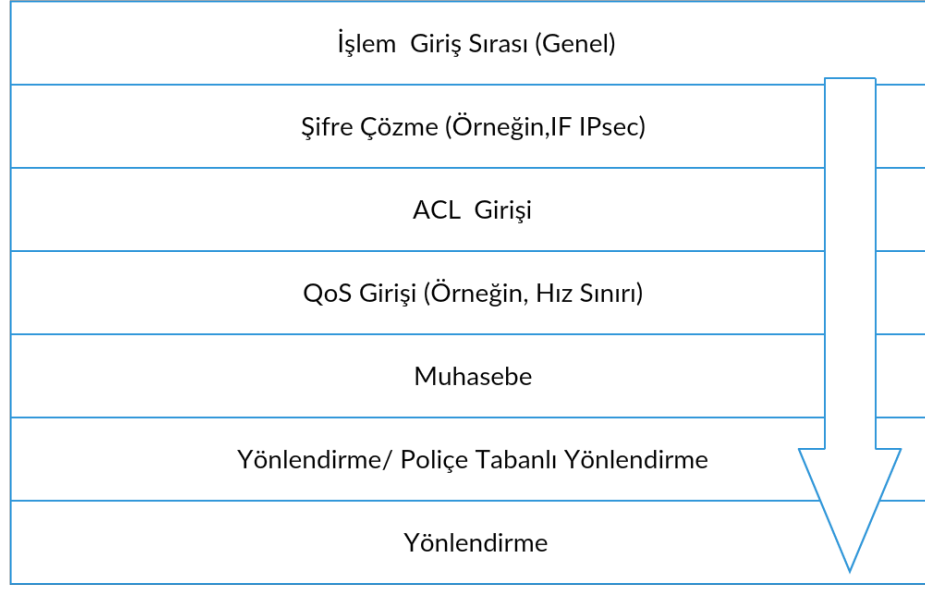 İşlem  Giriş Sırası (Genel)
Şifre Çözme (Örneğin,IF IPsec)
ACL  Girişi
QoS Girişi (Örneğin, Hız Sınırı)
Muhasebe
Yönlendirme/ Poliçe Tabanlı Yönlendirme
Yönlendirme